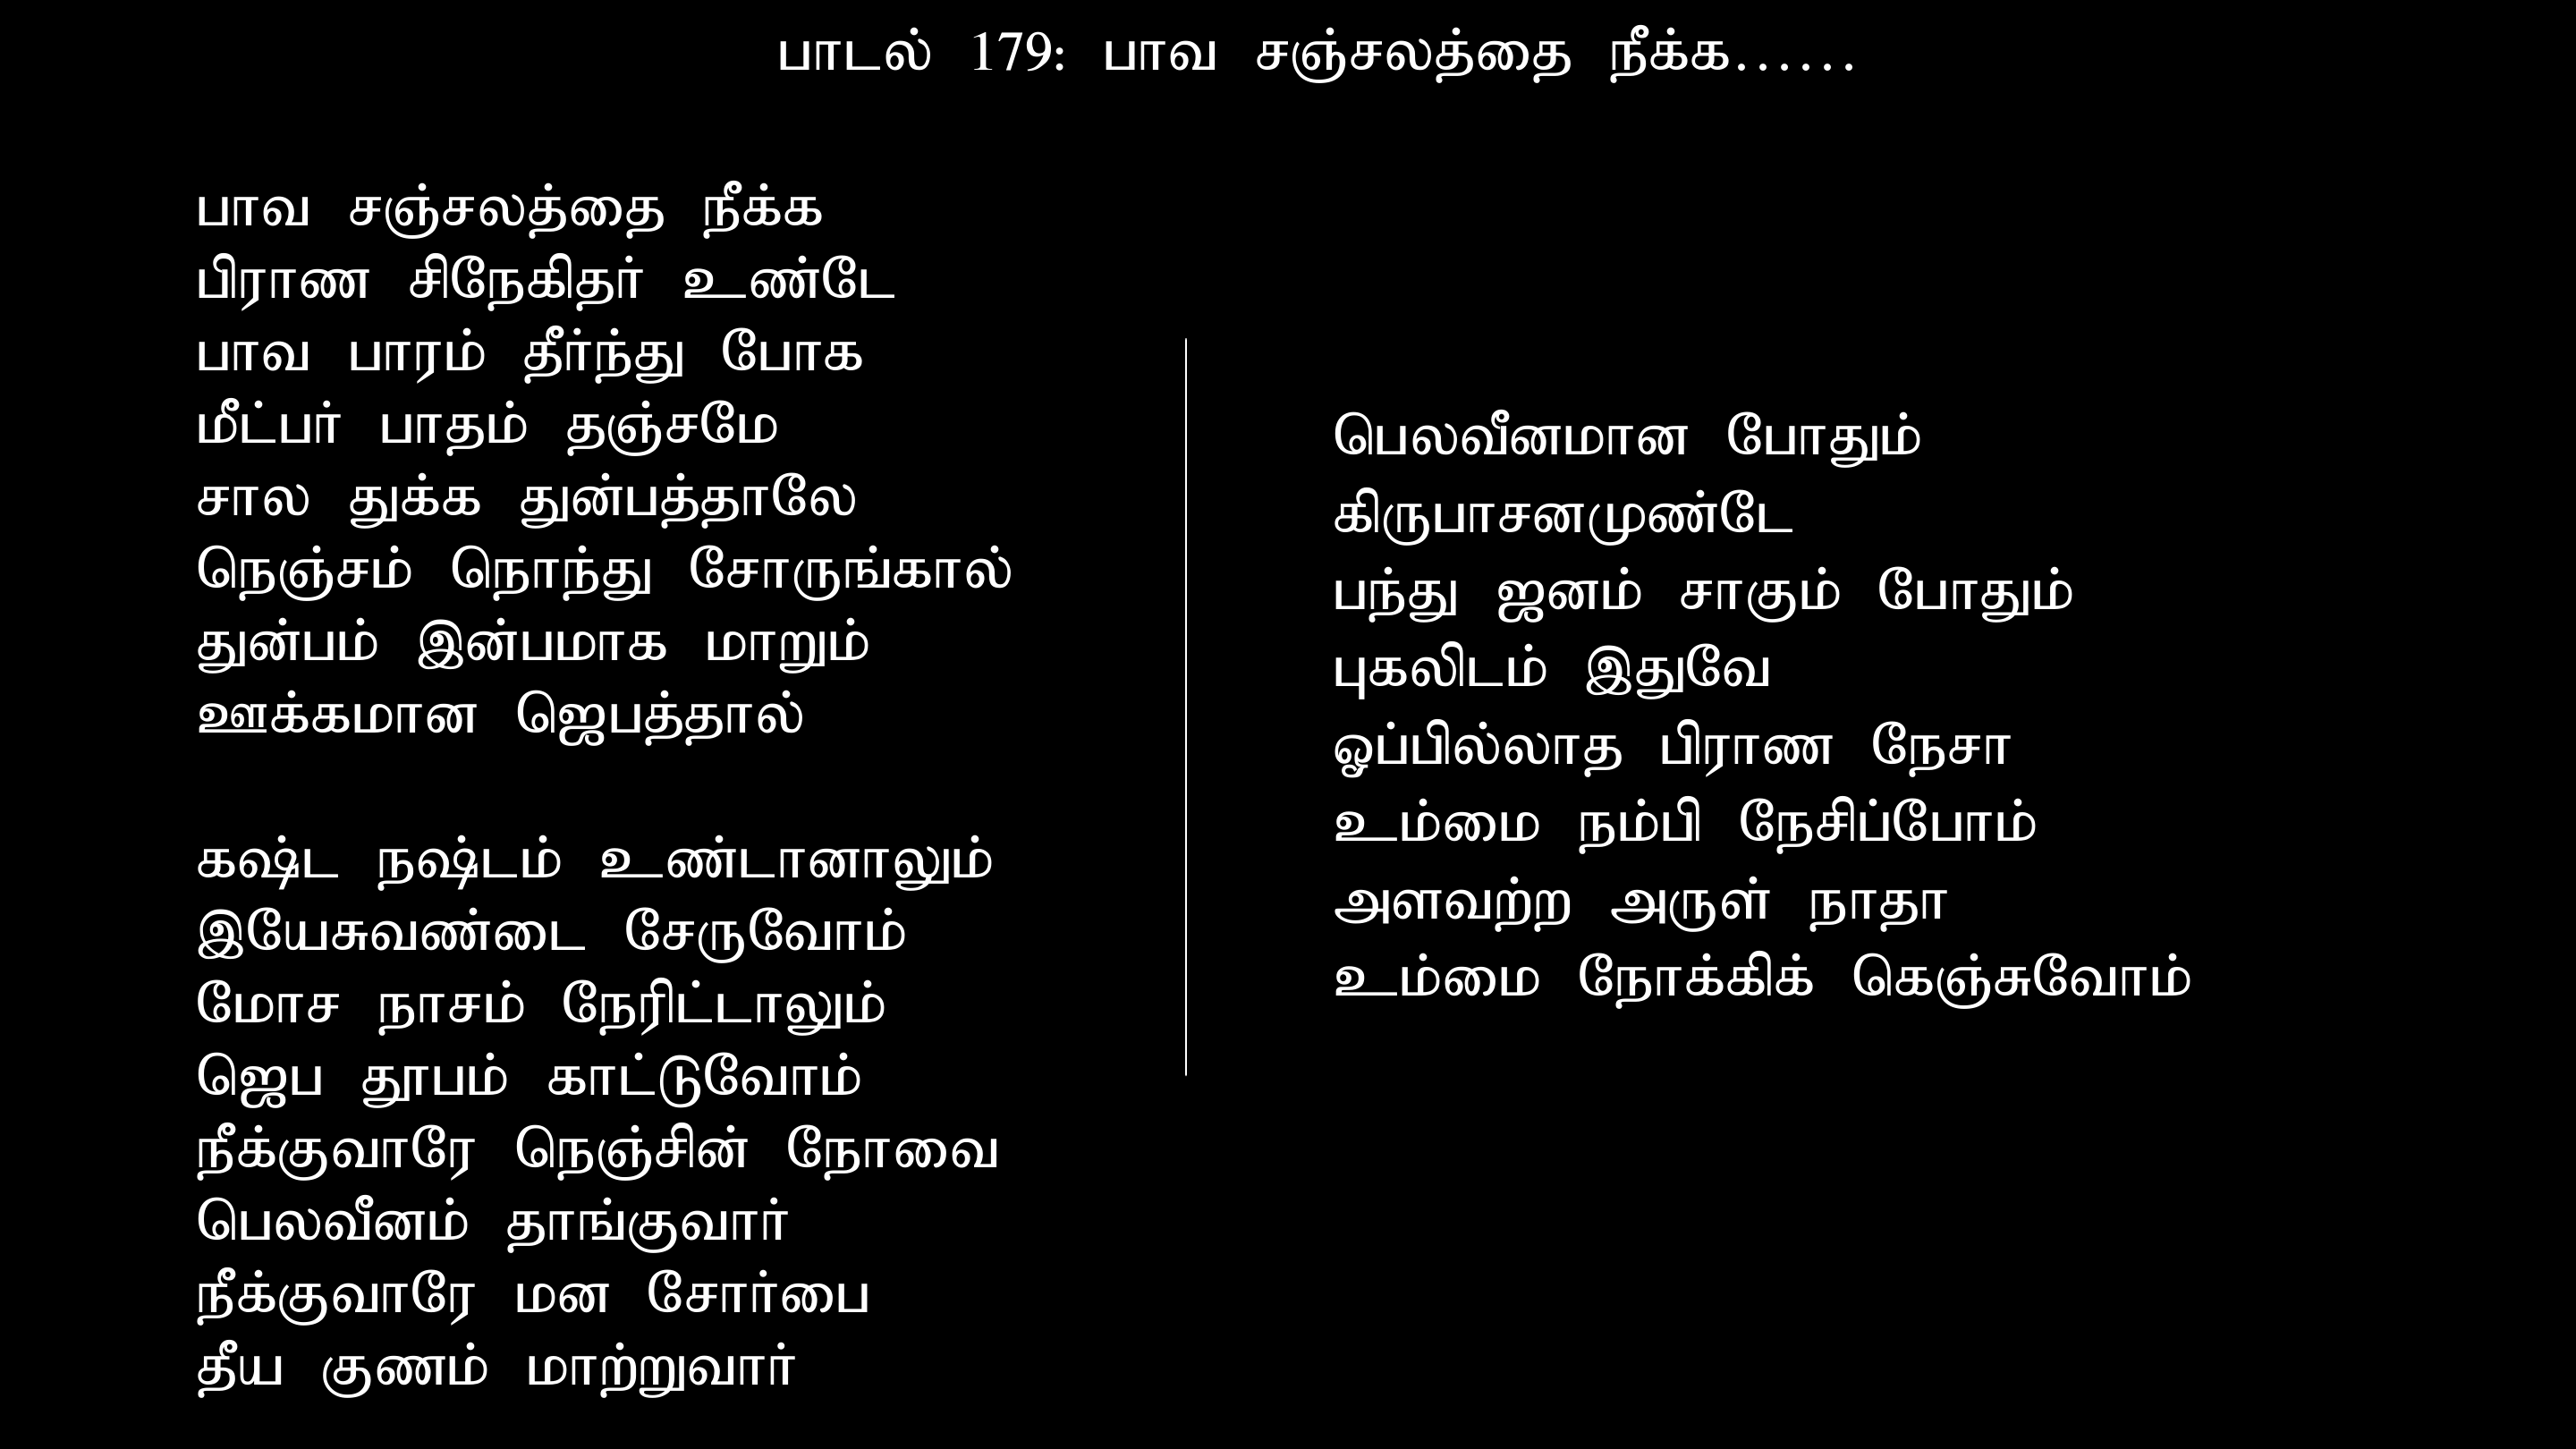 பாடல் 179: பாவ சஞ்சலத்தை நீக்க......
பாவ சஞ்சலத்தை நீக்க
பிராண சிநேகிதர் உண்டே
பாவ பாரம் தீர்ந்து போக
மீட்பர் பாதம் தஞ்சமே
சால துக்க துன்பத்தாலே
நெஞ்சம் நொந்து சோருங்கால்
துன்பம் இன்பமாக மாறும்
ஊக்கமான ஜெபத்தால்
கஷ்ட நஷ்டம் உண்டானாலும்
இயேசுவண்டை சேருவோம்
மோச நாசம் நேரிட்டாலும்
ஜெப தூபம் காட்டுவோம்
நீக்குவாரே நெஞ்சின் நோவை
பெலவீனம் தாங்குவார்
நீக்குவாரே மன சோர்பை
தீய குணம் மாற்றுவார்
பெலவீனமான போதும்
கிருபாசனமுண்டே
பந்து ஜனம் சாகும் போதும்
புகலிடம் இதுவே
ஓப்பில்லாத பிராண நேசா
உம்மை நம்பி நேசிப்போம்
அளவற்ற அருள் நாதா
உம்மை நோக்கிக் கெஞ்சுவோம்